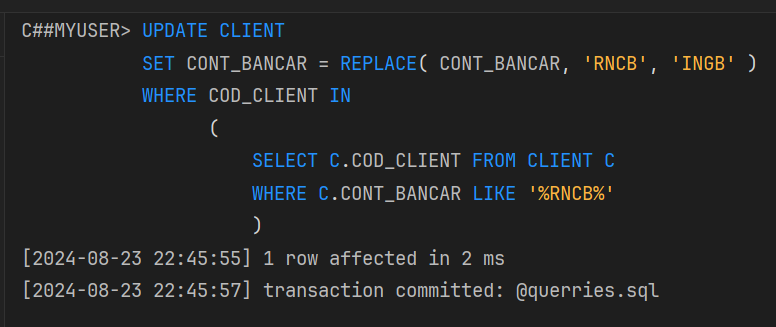 C##MYUSER> UPDATE CLIENT
SET CONT_BANCAR = REPLACE( CONT_BANCAR, 'RNCB', 'INGB' )
WHERE COD_CLIENT IN
(
SELECT C.COD_CLIENT FROM CLIENT C
WHERE C.CONT_BANCAR LIKE '%RNCB%'
)
[2024-08-23 22:45:55] 1 row affected in 2 ms
[2024-08-23 22:45:57] transaction committed: @querries.sql